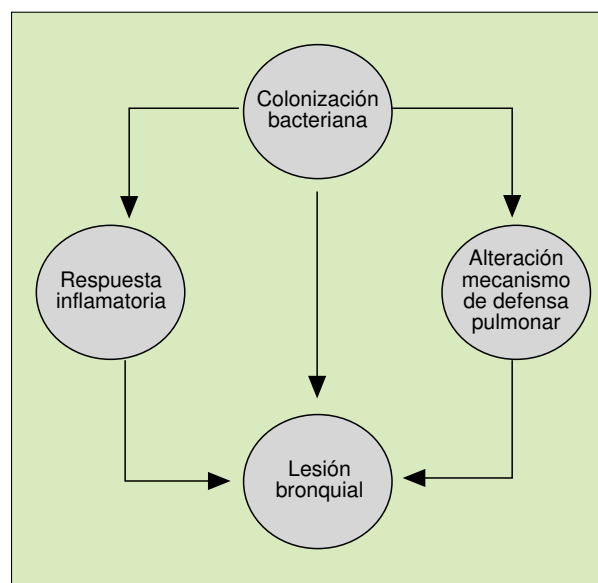 Colonización
bacteriana
Respuesta
inflamatoria
Alteración
mecanismo
de defensa
pulmonar
Lesión
bronquial